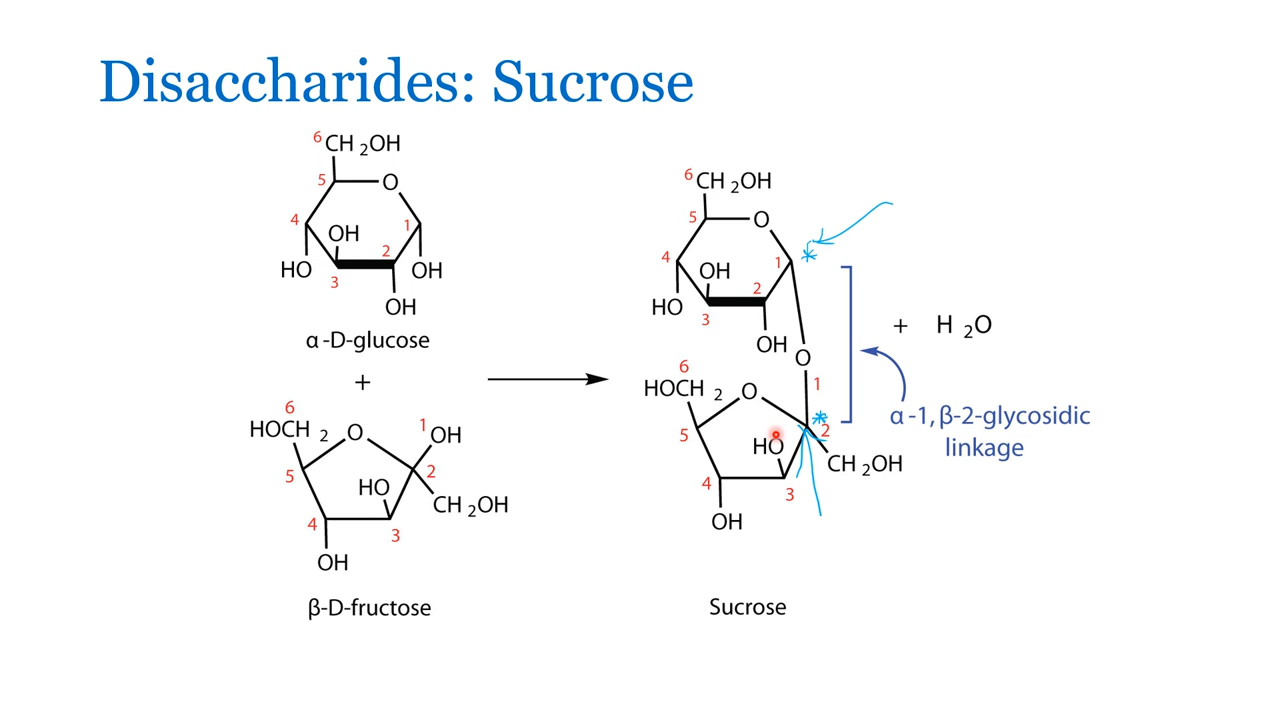 Disaccharides: Sucrose
6
CH 2OH
5
O
4
OH
1
2
HO
3
OH
OH
α-D-glucose
+
6
HOCH 2
O
1
OH
5
HO
2
CH 2OH
4
3
OH
β-D-fructose
6
CH 2OH
5
O
4
OH
1
*
2
HO
3
OH
O
6
HOCH 2
O
1
*
5
HO
2
CH 2OH
4
3
OH
Sucrose
+ H 2O
α-1,β-2-glycosidic
linkage